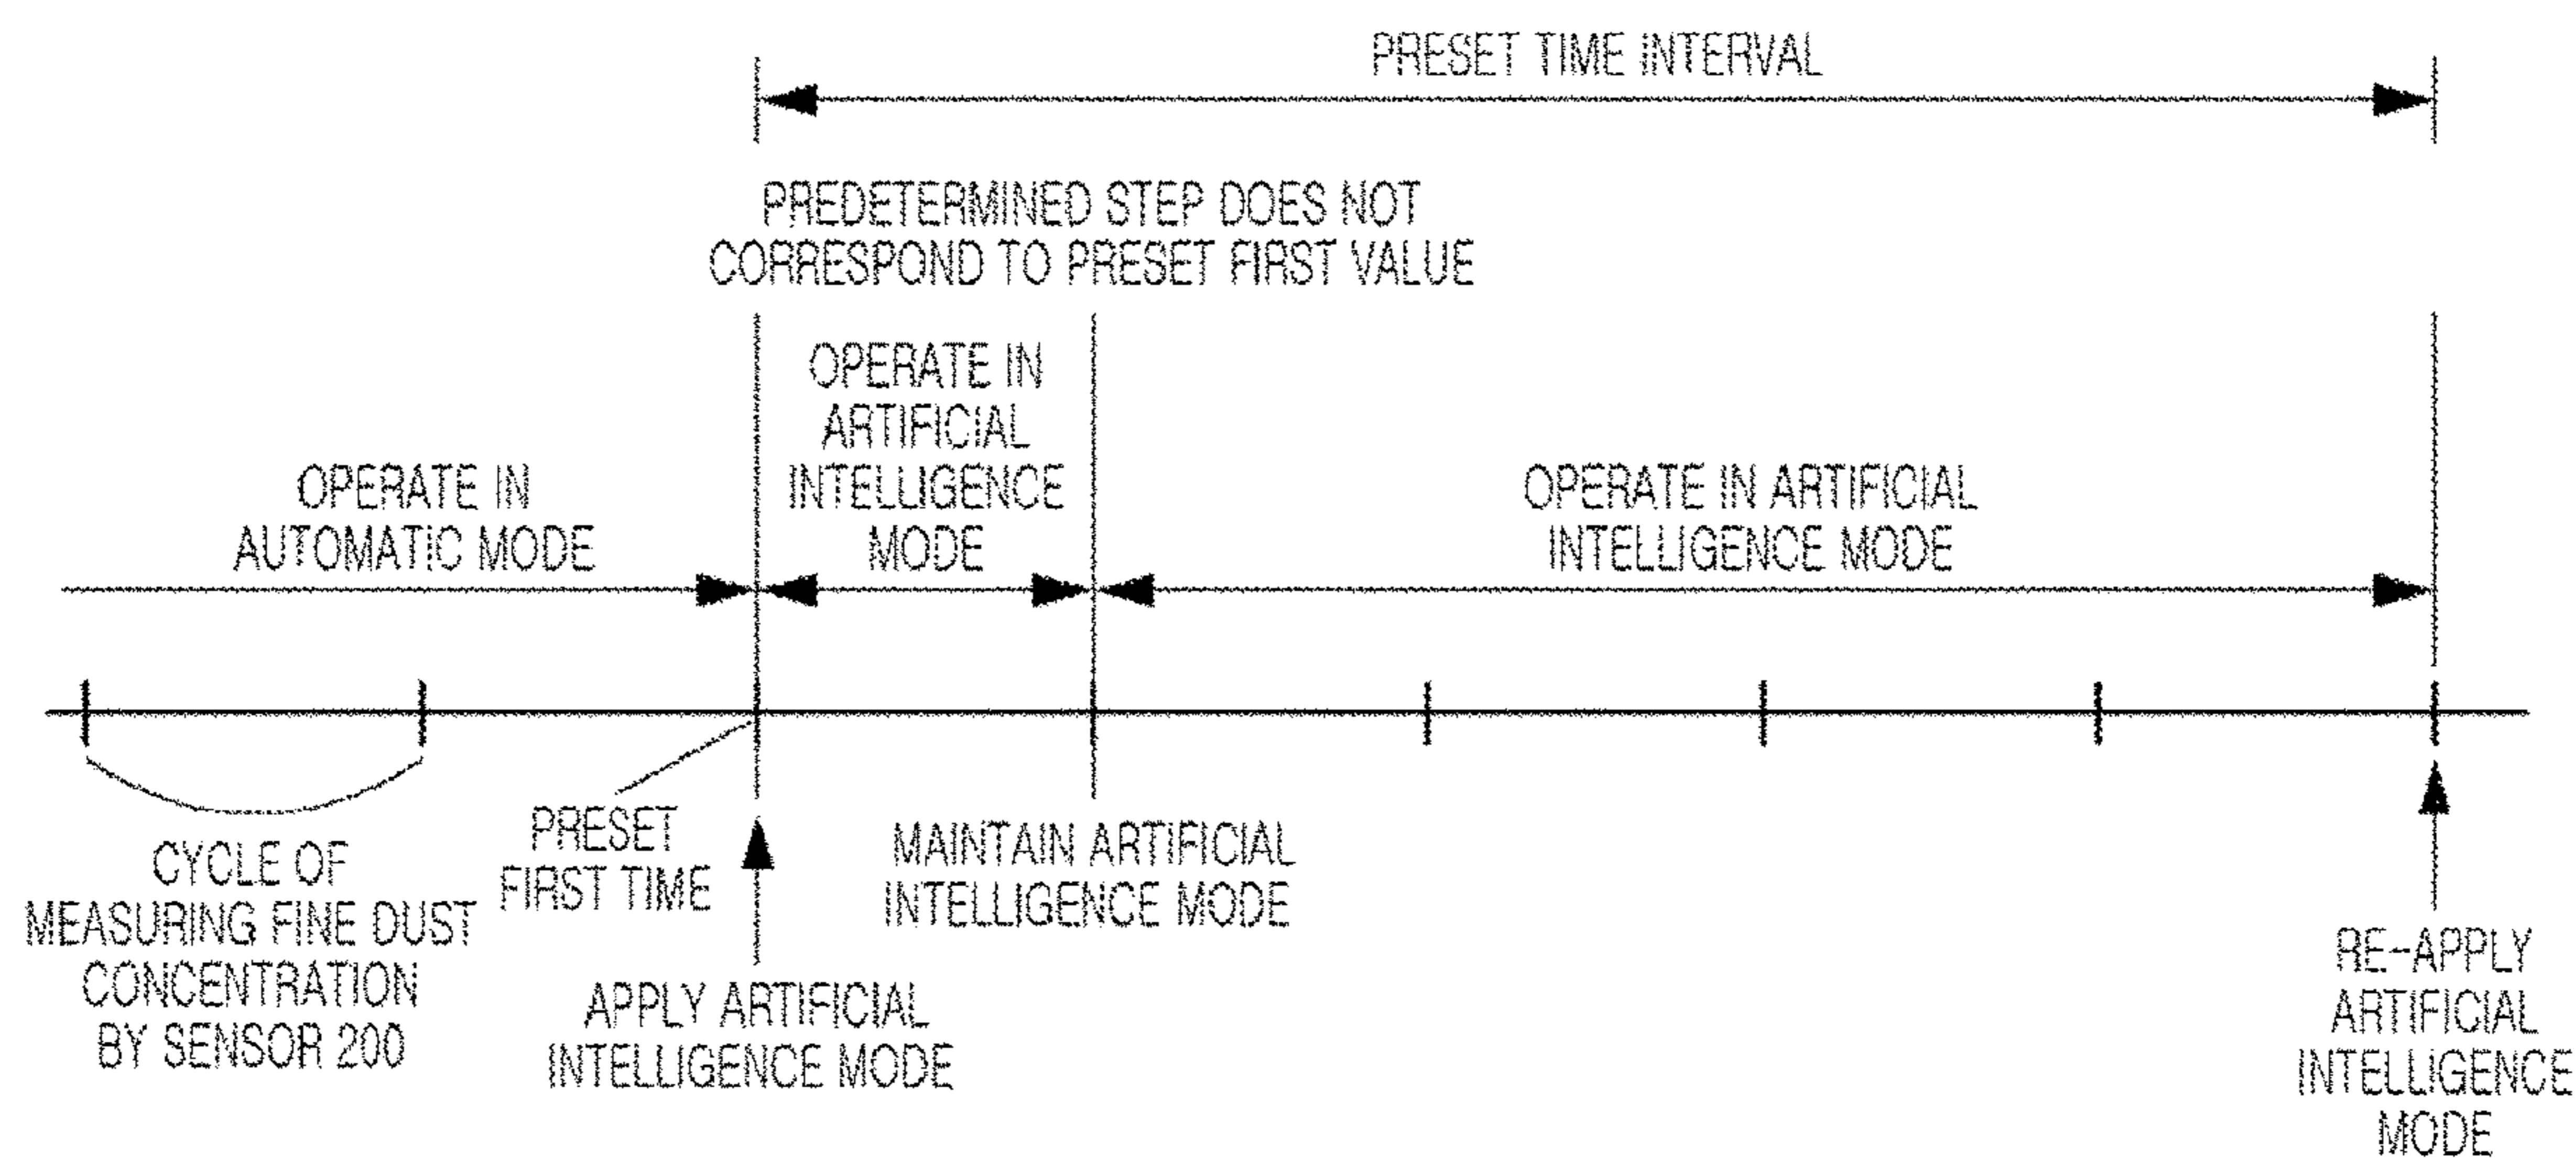 PRESET TIME INTERVAL
PREDETERMINED STEP DOES NOT
CORRESPOND TO PRESET FIRST VALUE
OPERATE IN
AUTOMATIC MODE
OPERATE IN
ARTIFICIAL
INTELLIGENCE
MODE
OPERATE IN ARTIFICIAL
INTELLIGENCE MODE
CYCLE OF
MEASURING FINE DUST
CONCENTRATION
BY SENSOR 200
PRESET
FIRST TIME
APPLY ARTIFICIAL
INTELLIGENCE MODE
MAINTAIN ARTIFICIAL
INTELLIGENCE MODE
RE-APPLY
ARTIFICIAL
INTELLIGENCE
MODE